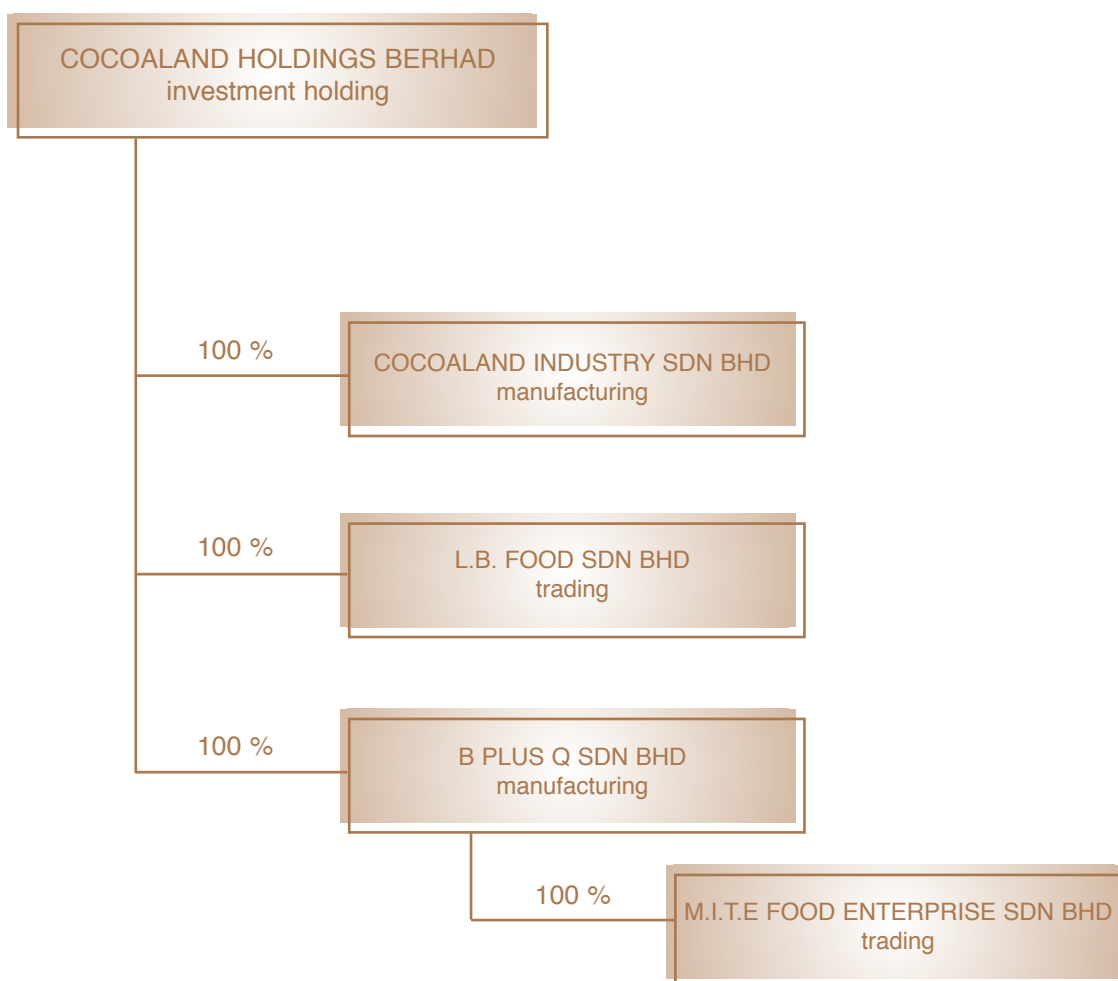 COCOALAND HOLDINGS BERHAD
investment holding
100 %
COCOALAND INDUSTRY SDN BHD
manufacturing
100 %
L.B. FOOD SDN BHD
trading
100 %
B PLUS Q SDN BHD
manufacturing
100 %
M.I.T.E FOOD ENTERPRISE SDN BHD
trading